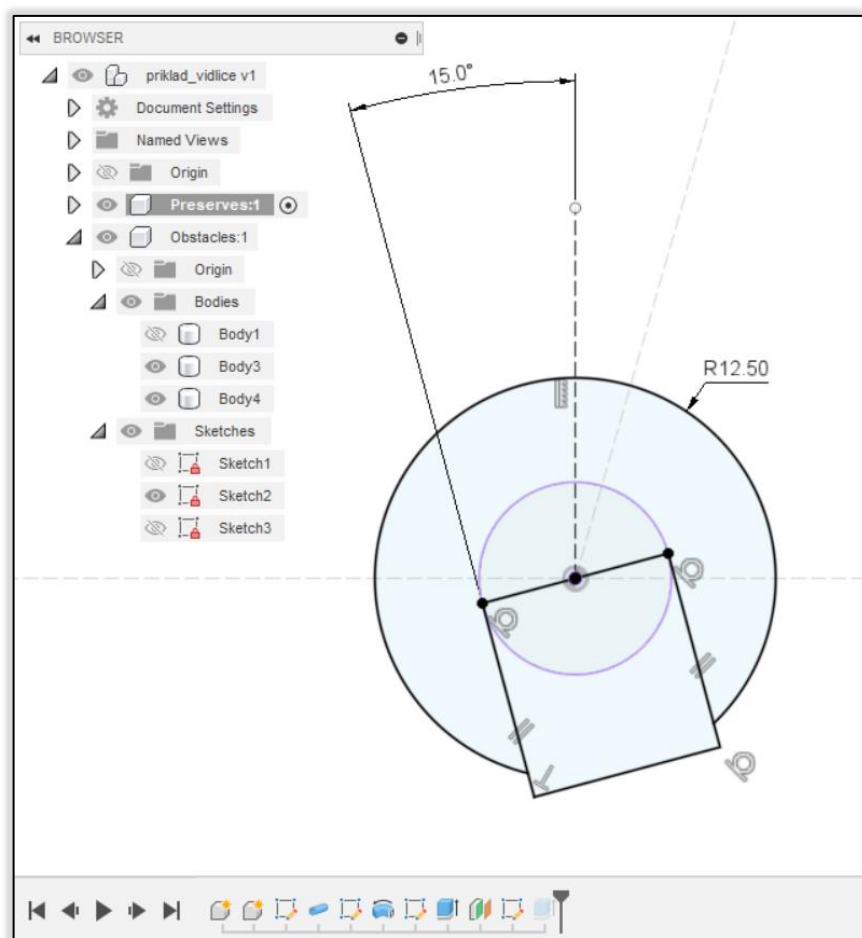 BROWSER
priklad_vidlice v1
Document Settings
Named Views
Origin
Preserves:1
Obstacles:1
Origin
Bodies
Body1
Body3
Body4
Sketches
Sketch1
Sketch2
Sketch3
15.0°
R12.50